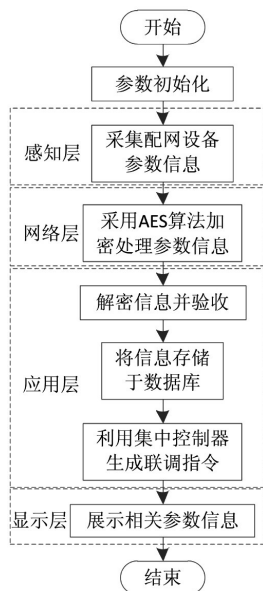 开始
参数初始化
感知层
采集配网设备
参数信息
网络层
采用AES算法加
密处理参数信息
应用层
解密信息并验收
将信息存储
于数据库
利用集中控制器
生成联调指令
显示层
展示相关参数信息
结束